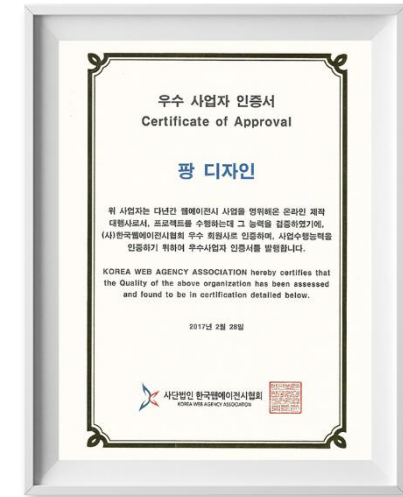 우수 사업자 인증서
Certificate of Approval
팡 디자인
위 사업자는 다년간 웹에이전시 사업을 영위해온 온라인 제작
대행사로서, 프로젝트를 수행하는데 그 능력을 검증하였기에,
(사)한국웹에이전시협회 우수 회원사로 인증하며, 사업수행능력을
인증하기 위하여 우수사업자 인증서를 발행합니다.
KOREA WEB AGENCY ASSOCIATION hereby certifies that
the Quality of the above organization has been assessed
and found to be in certification detailed below.
2017년 2월 28일
사단법인 한국웹에이전시협회
KOREA WEB AGENCY ASSOCIATION